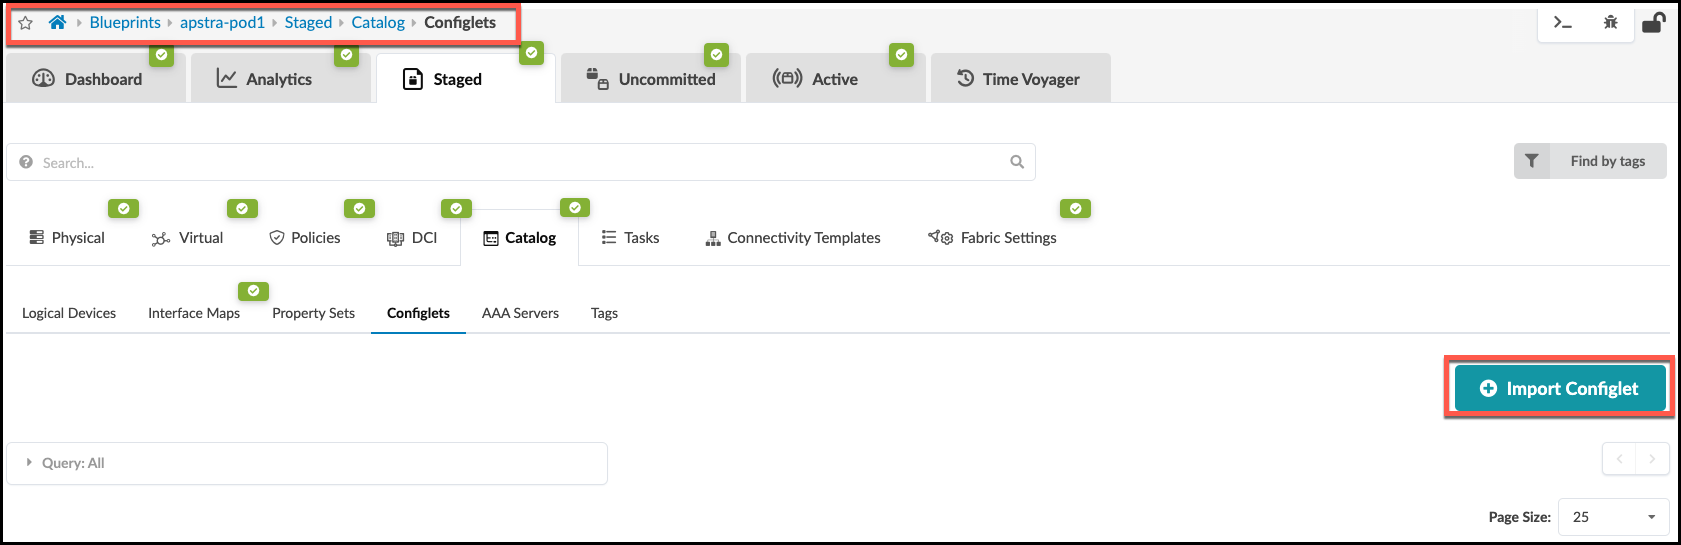 Blueprints apstra-pod1 Staged Catalog Configlets
Dashboard Analytics Staged Uncommitted Active Time Voyager
Search... Find by tags
Physical Virtual Policies DCI Catalog Tasks Connectivity Templates Fabric Settings
Logical Devices Interface Maps Property Sets Configlets AAA Servers Tags
Import Configlet
Query: All
Page Size: 25